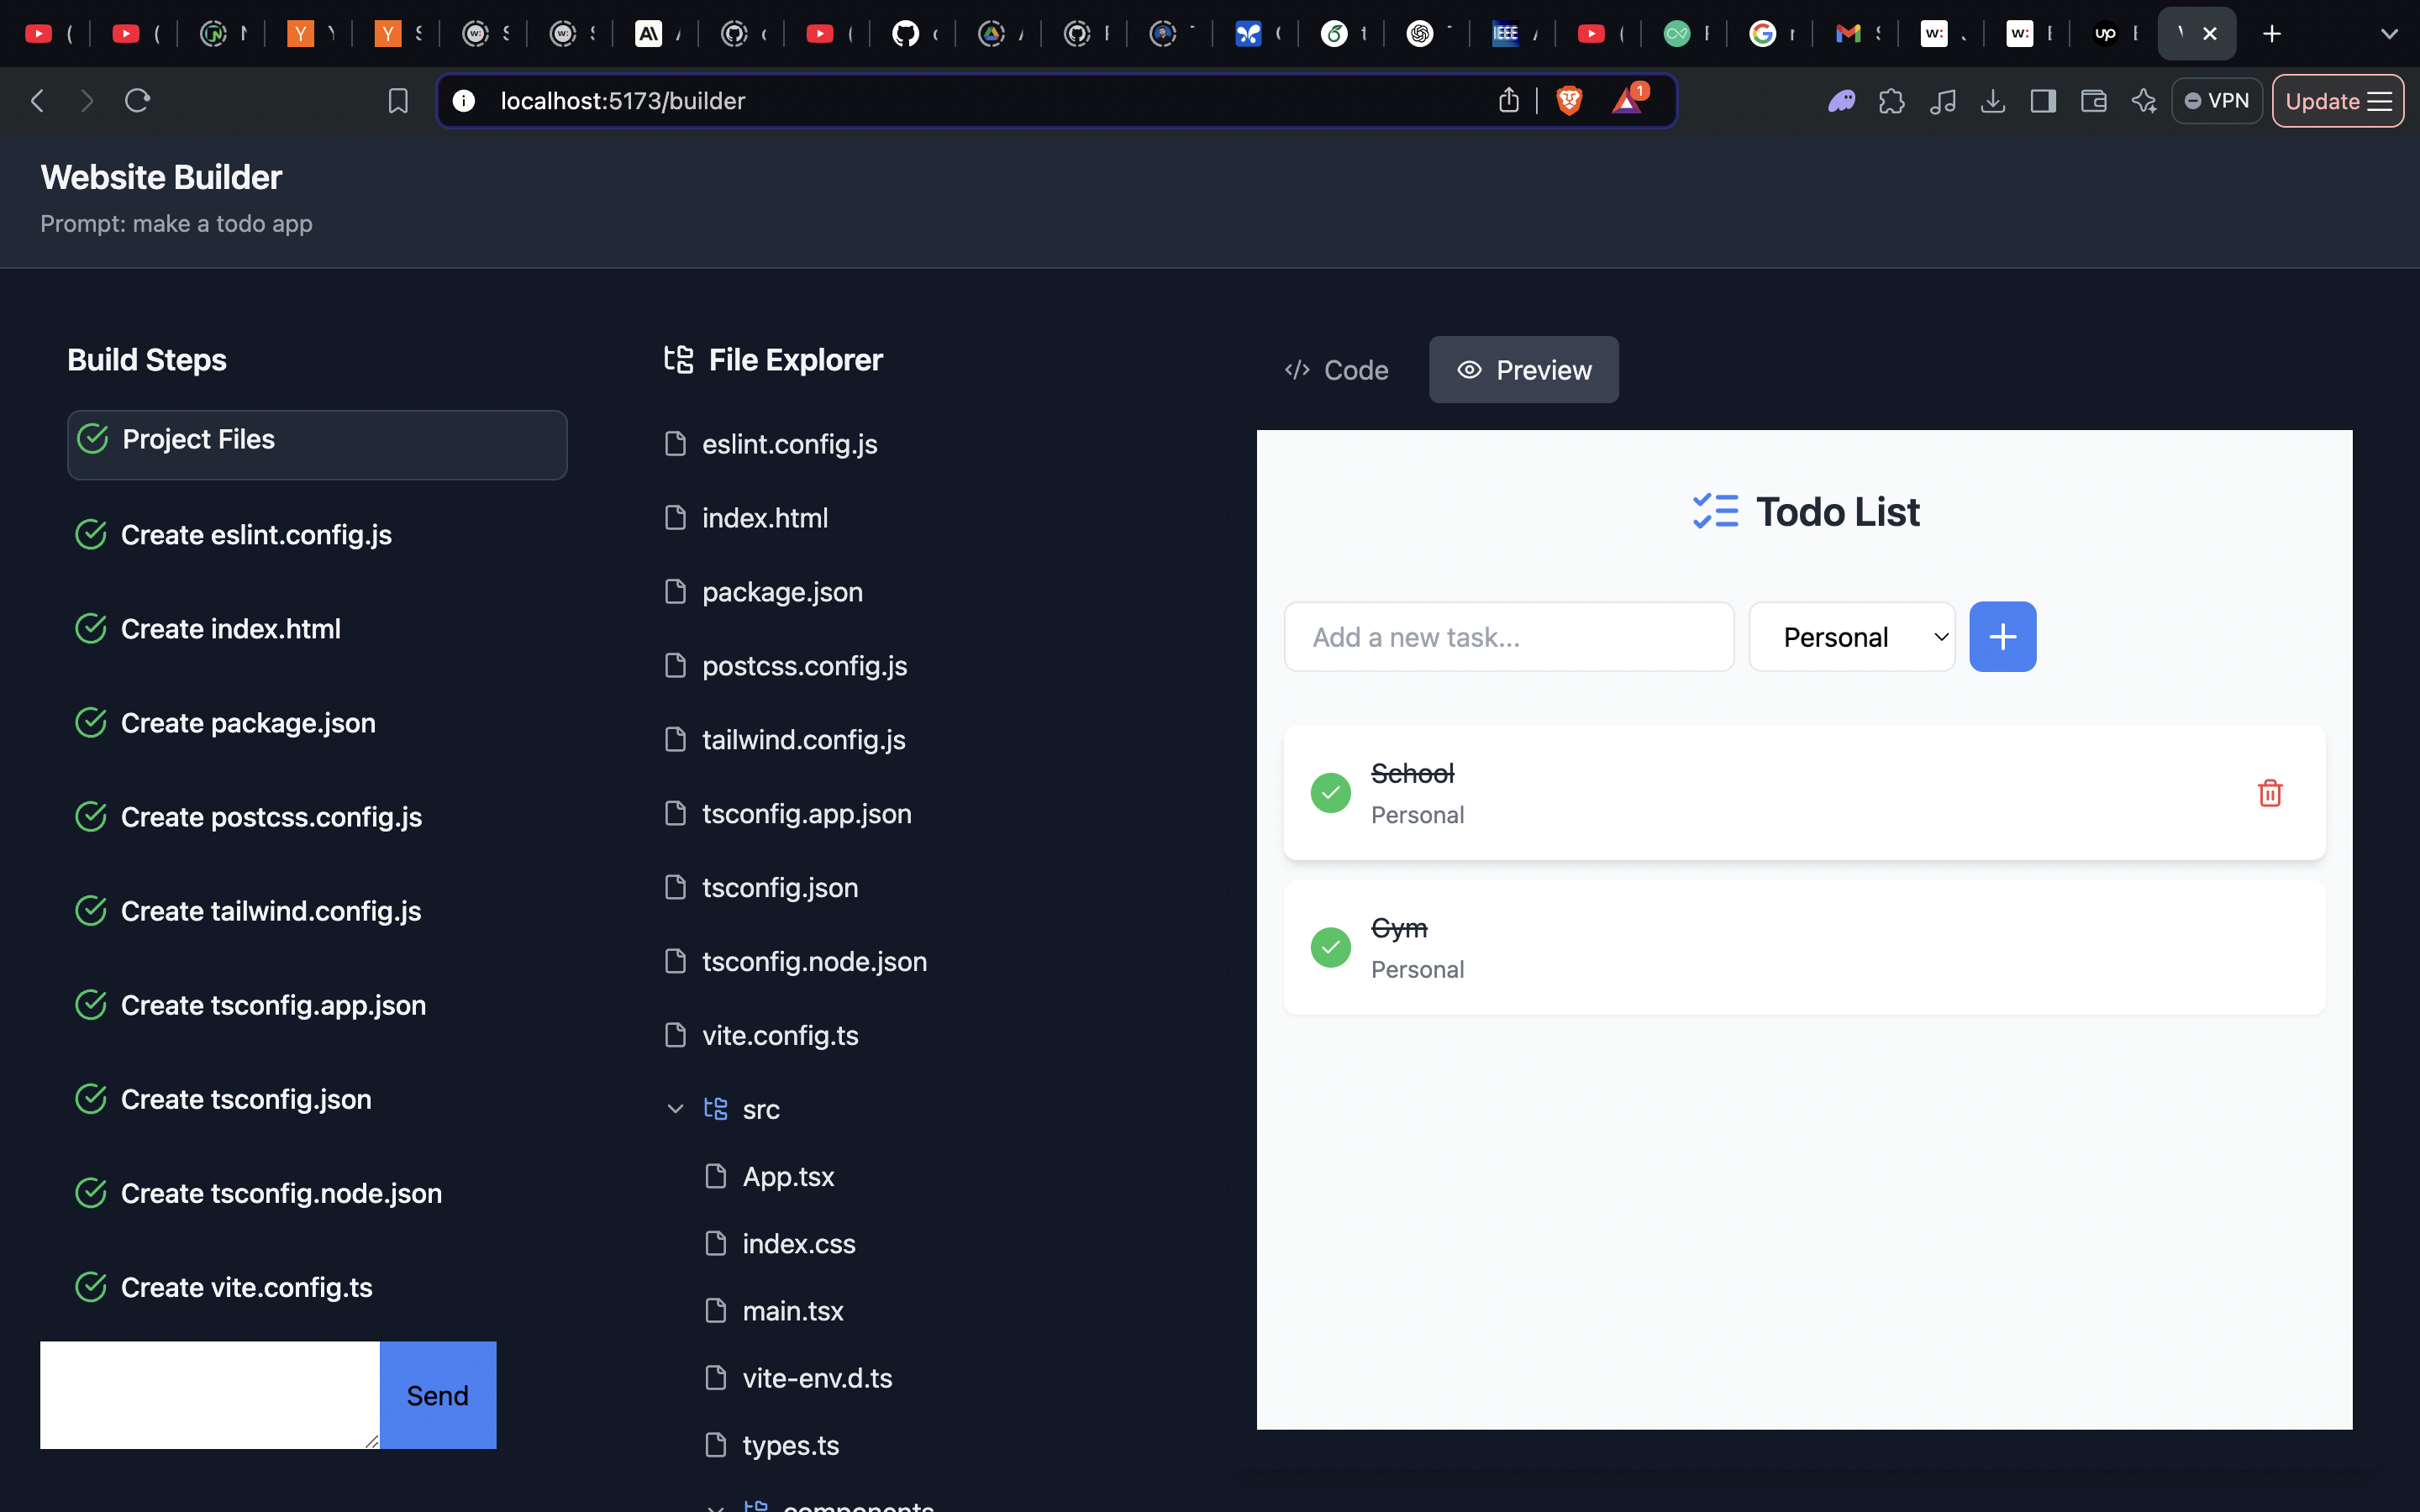 localhost:5173/builder
1
VPN
Update
Website Builder
Prompt: make a todo app
Build Steps
Project Files
Create eslint.config.js
Create index.html
Create package.json
Create postcss.config.js
Create tailwind.config.js
Create tsconfig.app.json
Create tsconfig.json
Create tsconfig.node.json
Create vite.config.ts
Send
File Explorer
eslint.config.js
index.html
package.json
postcss.config.js
tailwind.config.js
tsconfig.app.json
tsconfig.json
tsconfig.node.json
vite.config.ts
src
App.tsx
index.css
main.tsx
vite-env.d.ts
types.ts
components
</> Code
Preview
Todo List
Add a new task...
Personal
School
Personal
Gym
Personal